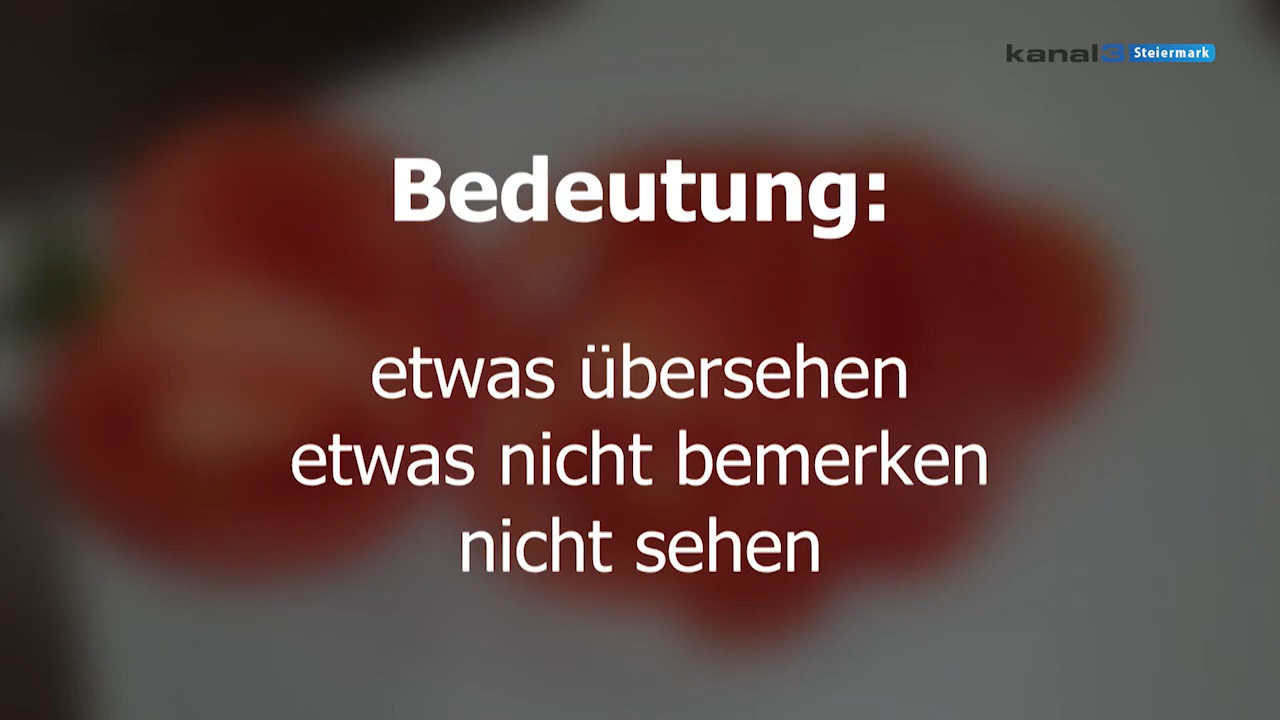 kanal3 Steiermark
Bedeutung:
etwas übersehen
etwas nicht bemerken
nicht sehen